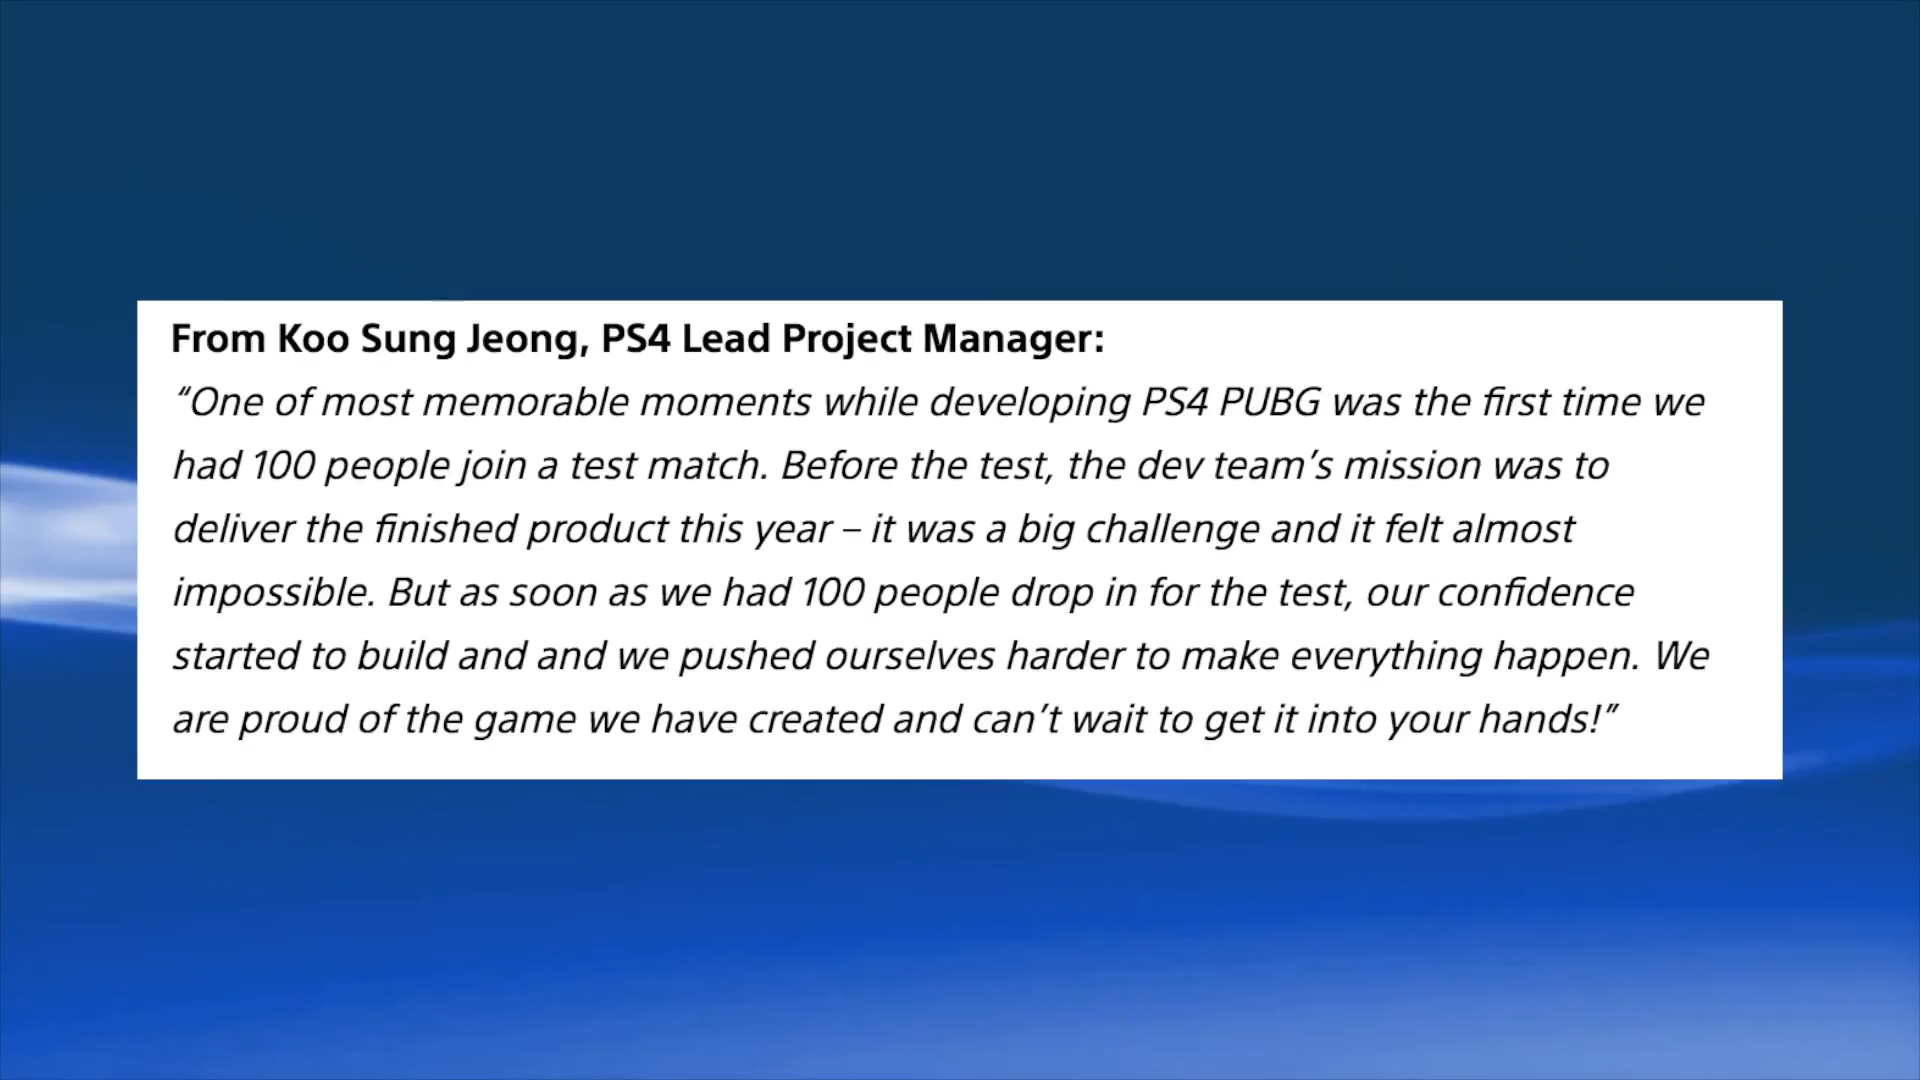 From Koo Sung Jeong, PS4 Lead Project Manager:
“One of most memorable moments while developing PS4 PUBG was the first time we
had 100 people join a test match. Before the test, the dev team’s mission was to
deliver the finished product this year – it was a big challenge and it felt almost
impossible. But as soon as we had 100 people drop in for the test, our confidence
started to build and and we pushed ourselves harder to make everything happen. We
are proud of the game we have created and can’t wait to get it into your hands!”